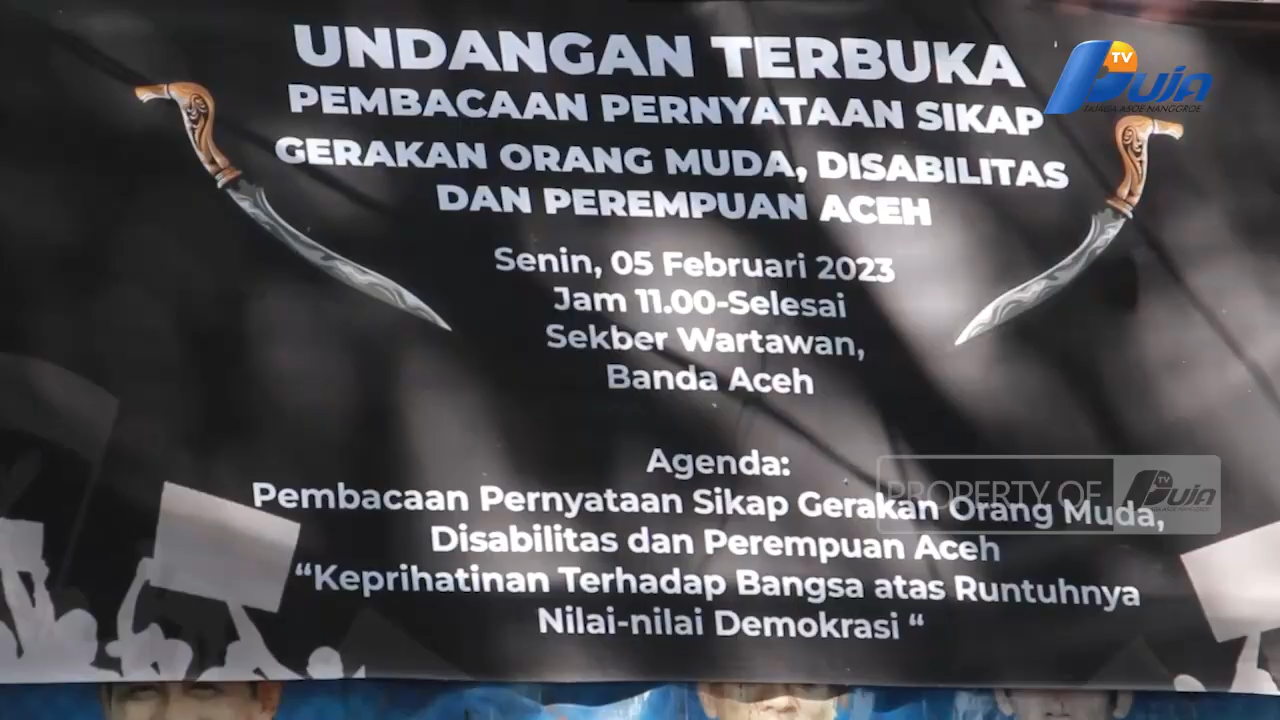 UNDANGAN TERBUKA
PEMBACAAN PERNYATAAN SIKAP
GERAKAN ORANG MUDA, DISABILITAS
DAN PEREMPUAN ACEH
Senin, 05 Februari 2023
Jam 11.00-Selesai
Sekber Wartawan,
Banda Aceh
Agenda:
Pembacaan Pernyataan Sikap Gerakan Orang Muda,
Disabilitas dan Perempuan Aceh
“Keprihatinan Terhadap Bangsa atas Runtuhnya
Nilai-nilai Demokrasi “
Puja TV
PROPERTY OF Puja TV